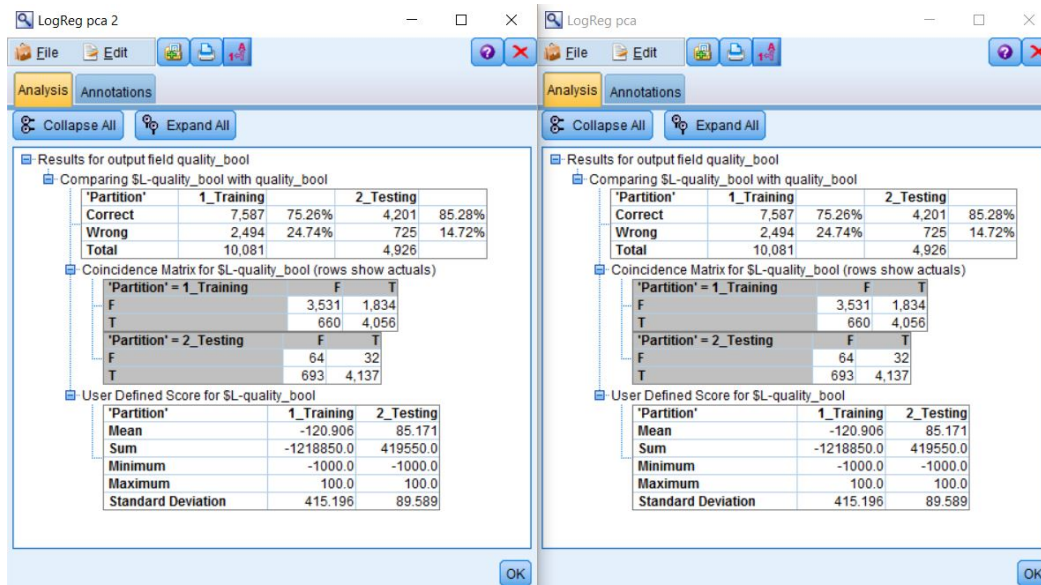 LogReg pca 2
File Edit
Analysis Annotations
Collapse All Expand All
Results for output field quality_bool
Comparing $L-quality_bool with quality_bool
'Partition' 1_Training 2_Testing
Correct 7,587 75.26% 4,201 85.28%
Wrong 2,494 24.74% 725 14.72%
Total 10,081 4,926
Coincidence Matrix for $L-quality_bool (rows show actuals)
'Partition' = 1_Training F T
F 3,531 1,834
T 660 4,056
'Partition' = 2_Testing F T
F 64 32
T 693 4,137
User Defined Score for $L-quality_bool
'Partition' 1_Training 2_Testing
Mean -120.906 85.171
Sum -1218850.0 419550.0
Minimum -1000.0 -1000.0
Maximum 100.0 100.0
Standard Deviation 415.196 89.589
OK
LogReg pca
File Edit
Analysis Annotations
Collapse All Expand All
Results for output field quality_bool
Comparing $L-quality_bool with quality_bool
'Partition' 1_Training 2_Testing
Correct 7,587 75.26% 4,201 85.28%
Wrong 2,494 24.74% 725 14.72%
Total 10,081 4,926
Coincidence Matrix for $L-quality_bool (rows show actuals)
'Partition' = 1_Training F T
F 3,531 1,834
T 660 4,056
'Partition' = 2_Testing F T
F 64 32
T 693 4,137
User Defined Score for $L-quality_bool
'Partition' 1_Training 2_Testing
Mean -120.906 85.171
Sum -1218850.0 419550.0
Minimum -1000.0 -1000.0
Maximum 100.0 100.0
Standard Deviation 415.196 89.589
OK